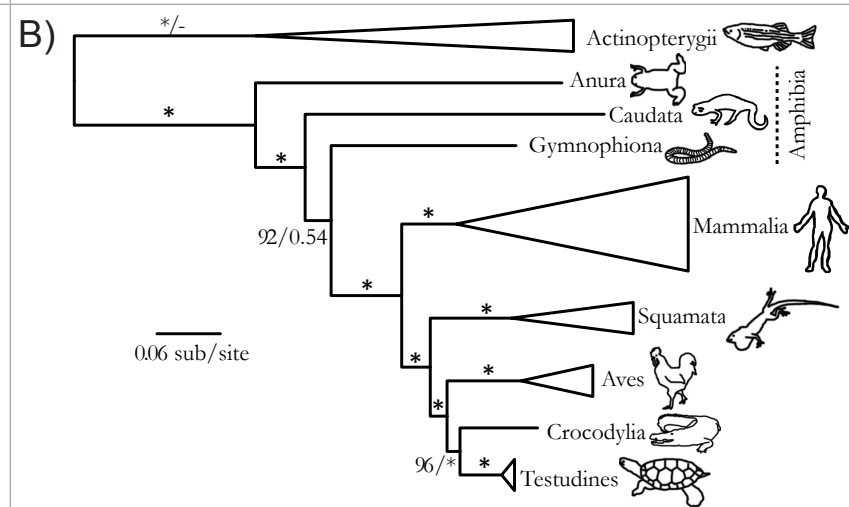 B)
*/-
Actinopterygii
Anura
*
Caudata
Amphibia
*
Gymnophiona
*
Mammalia
92/0.54
*
*
Squamata
0.06 sub/site
*
*
Aves
*
Crocodylia
96/*
*
Testudines